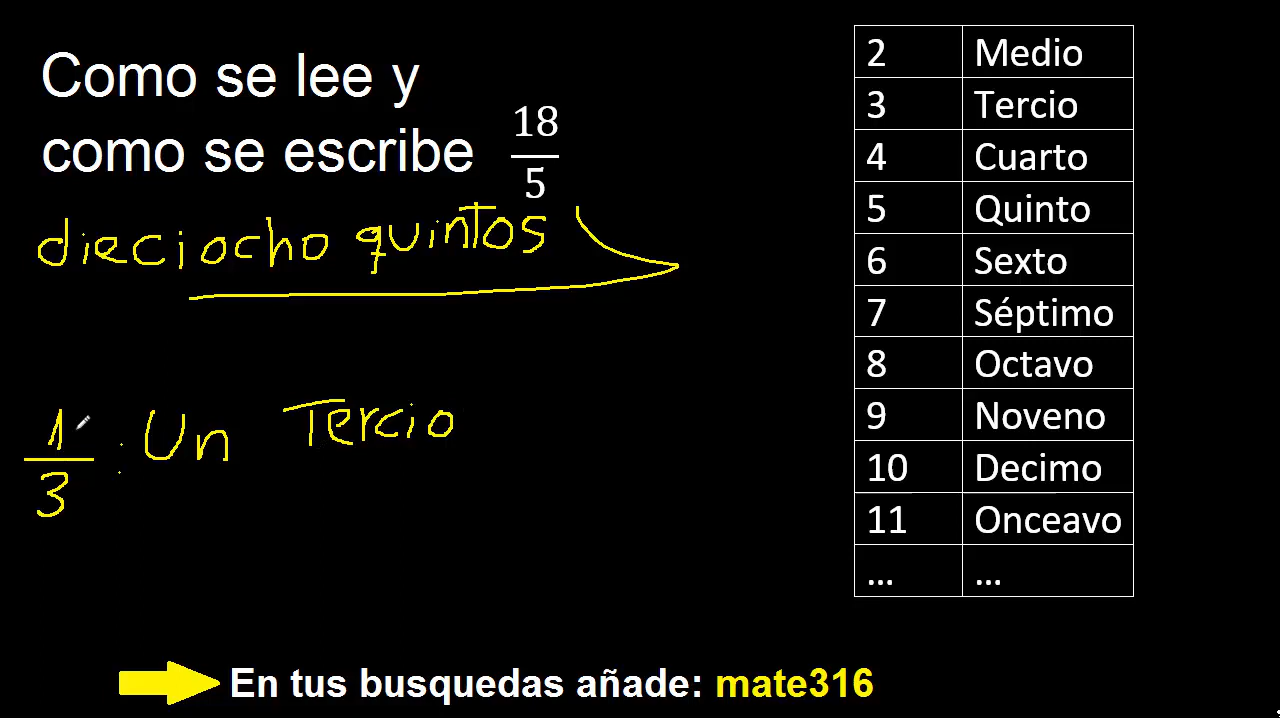 Como se lee y
como se escribe 18/5
dieciocho quintos
1/3 : Un Tercio
2 Medio
3 Tercio
4 Cuarto
5 Quinto
6 Sexto
7 Séptimo
8 Octavo
9 Noveno
10 Decimo
11 Onceavo
... ...
En tus busquedas añade: mate316